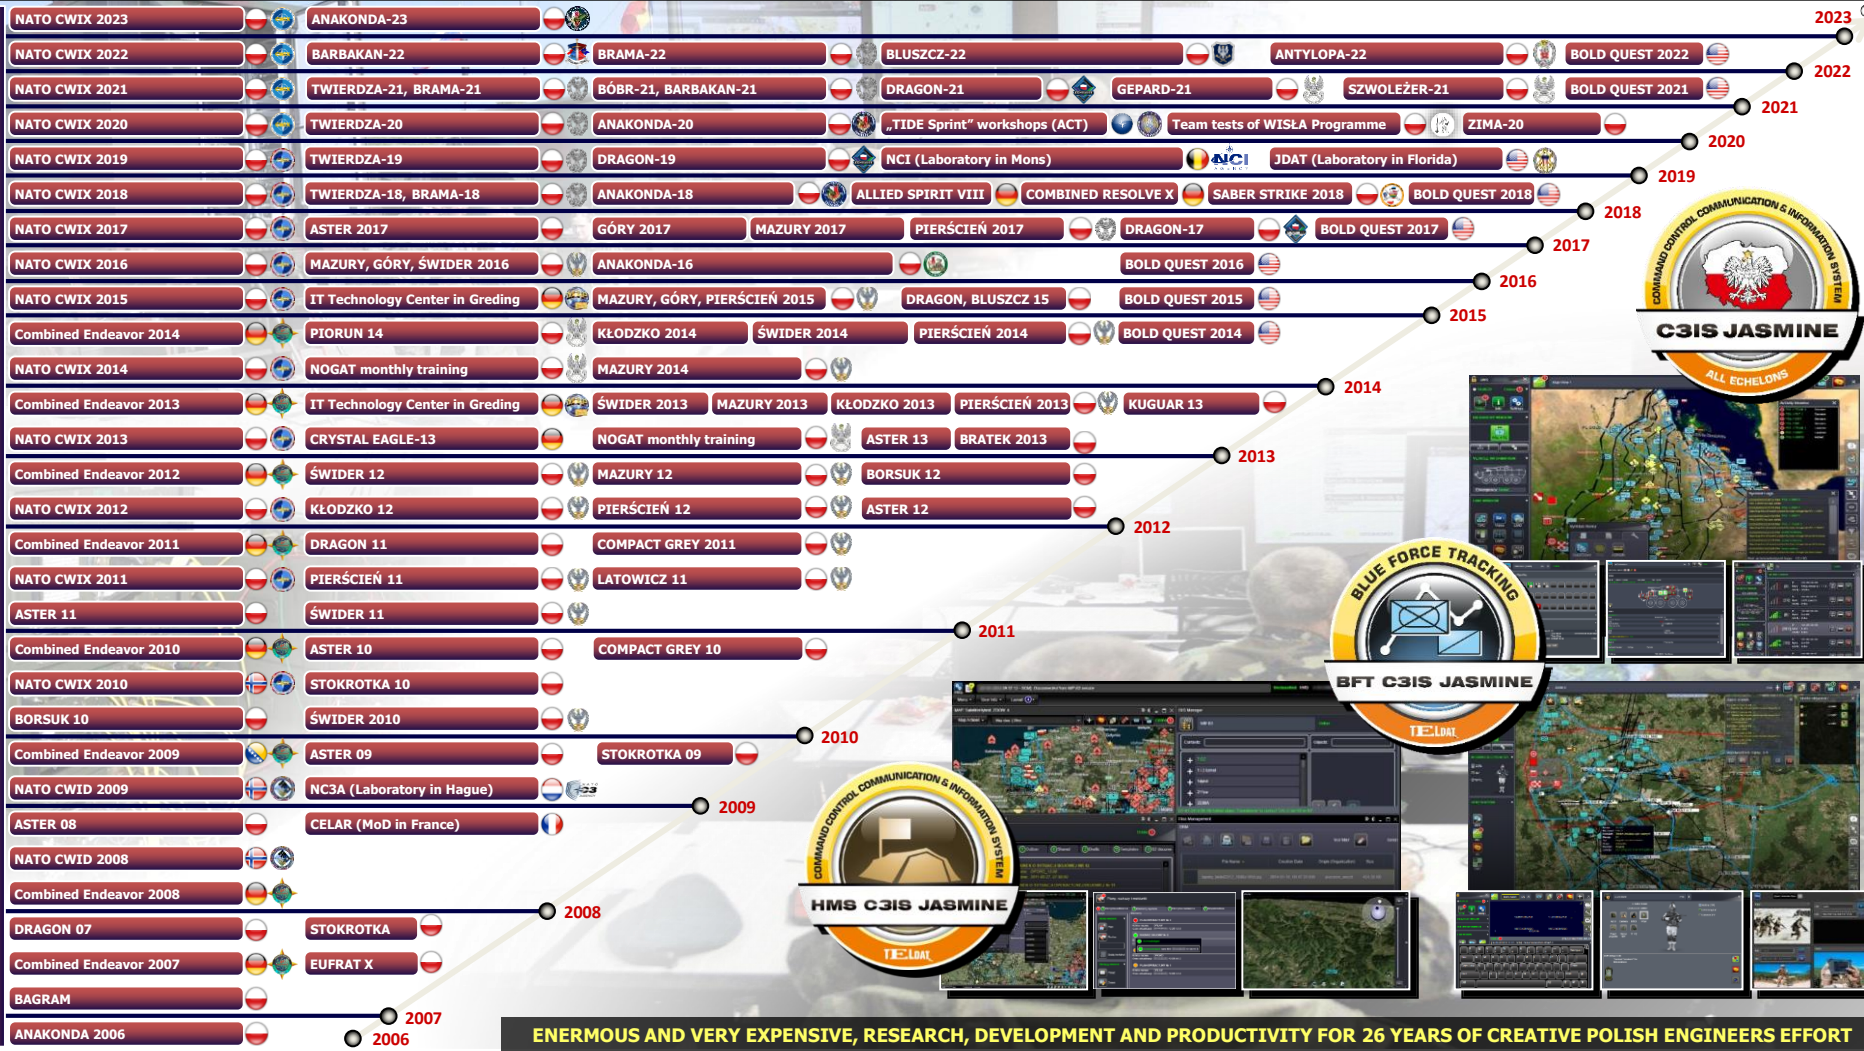 NATO CWIX 2023 ANAKONDA-23 2023
NATO CWIX 2022 BARBAKAN-22 BRAMA-22 BLUSZCZ-22 ANTYLOPA-22 BOLD QUEST 2022
2022
NATO CWIX 2021 TWIERDZA-21, BRAMA-21 BÓBR-21, BARBAKAN-21 DRAGON-21 GEPARD-21 SZWOLEŻER-21 BOLD QUEST 2021
2021
NATO CWIX 2020 TWIERDZA-20 ANAKONDA-20 „TIDE Sprint” workshops (ACT) Team tests of WISŁA Programme ZIMA-20
2020
NATO CWIX 2019 TWIERDZA-19 DRAGON-19 NCI (Laboratory in Mons) NCI JDAT (Laboratory in Florida)
2019
NATO CWIX 2018 TWIERDZA-18, BRAMA-18 ANAKONDA-18 ALLIED SPIRIT VIII COMBINED RESOLVE X SABER STRIKE 2018 BOLD QUEST 2018
2018
NATO CWIX 2017 ASTER 2017 GÓRY 2017 MAZURY 2017 PIERŚCIEŃ 2017 DRAGON-17 BOLD QUEST 2017
2017
NATO CWIX 2016 MAZURY, GÓRY, ŚWIDER 2016 ANAKONDA-16 BOLD QUEST 2016
2016
NATO CWIX 2015 IT Technology Center in Greding MAZURY, GÓRY, PIERŚCIEŃ 2015 DRAGON, BLUSZCZ 15 BOLD QUEST 2015
2015
Combined Endeavor 2014 PIORUN 14 KŁODZKO 2014 ŚWIDER 2014 PIERŚCIEŃ 2014 BOLD QUEST 2014
NATO CWIX 2014 NOGAT monthly training MAZURY 2014
2014
Combined Endeavor 2013 IT Technology Center in Greding ŚWIDER 2013 MAZURY 2013 KŁODZKO 2013 PIERŚCIEŃ 2013 KUGUAR 13
NATO CWIX 2013 CRYSTAL EAGLE-13 NOGAT monthly training ASTER 13 BRATEK 2013
2013
Combined Endeavor 2012 ŚWIDER 12 MAZURY 12 BORSUK 12
NATO CWIX 2012 KŁODZKO 12 PIERŚCIEŃ 12 ASTER 12
2012
Combined Endeavor 2011 DRAGON 11 COMPACT GREY 2011
NATO CWIX 2011 PIERŚCIEŃ 11 LATOWICZ 11
ASTER 11 ŚWIDER 11
2011
Combined Endeavor 2010 ASTER 10 COMPACT GREY 10
NATO CWIX 2010 STOKROTKA 10
BORSUK 10 ŚWIDER 2010
2010
Combined Endeavor 2009 ASTER 09 STOKROTKA 09
NATO CWID 2009 NC3A (Laboratory in Hague)
2009
ASTER 08 CELAR (MoD in France)
NATO CWID 2008
Combined Endeavor 2008
2008
DRAGON 07 STOKROTKA
Combined Endeavor 2007 EUFRAT X
BAGRAM
2007
ANAKONDA 2006
2006
COMMAND CONTROL COMMUNICATION & INFORMATION SYSTEM
C3IS JASMINE
ALL ECHELONS
BLUE FORCE TRACKING
BFT C3IS JASMINE
TELDAT
COMMAND CONTROL COMMUNICATION & INFORMATION SYSTEM
HMS C3IS JASMINE
TELDAT
ENERMOUS AND VERY EXPENSIVE, RESEARCH, DEVELOPMENT AND PRODUCTIVITY FOR 26 YEARS OF CREATIVE POLISH ENGINEERS EFFORT